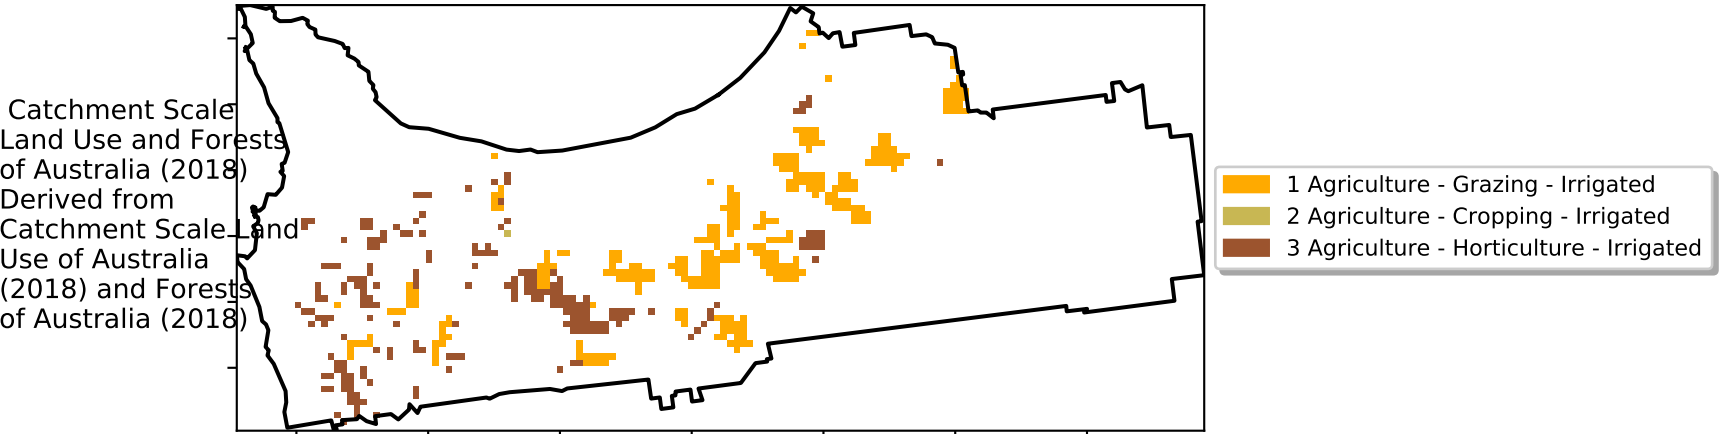 Catchment Scale
Land Use and Forests
of Australia (2018)
Derived from
Catchment Scale Land
Use of Australia
(2018) and Forests
of Australia (2018)
1 Agriculture - Grazing - Irrigated
2 Agriculture - Cropping - Irrigated
3 Agriculture - Horticulture - Irrigated